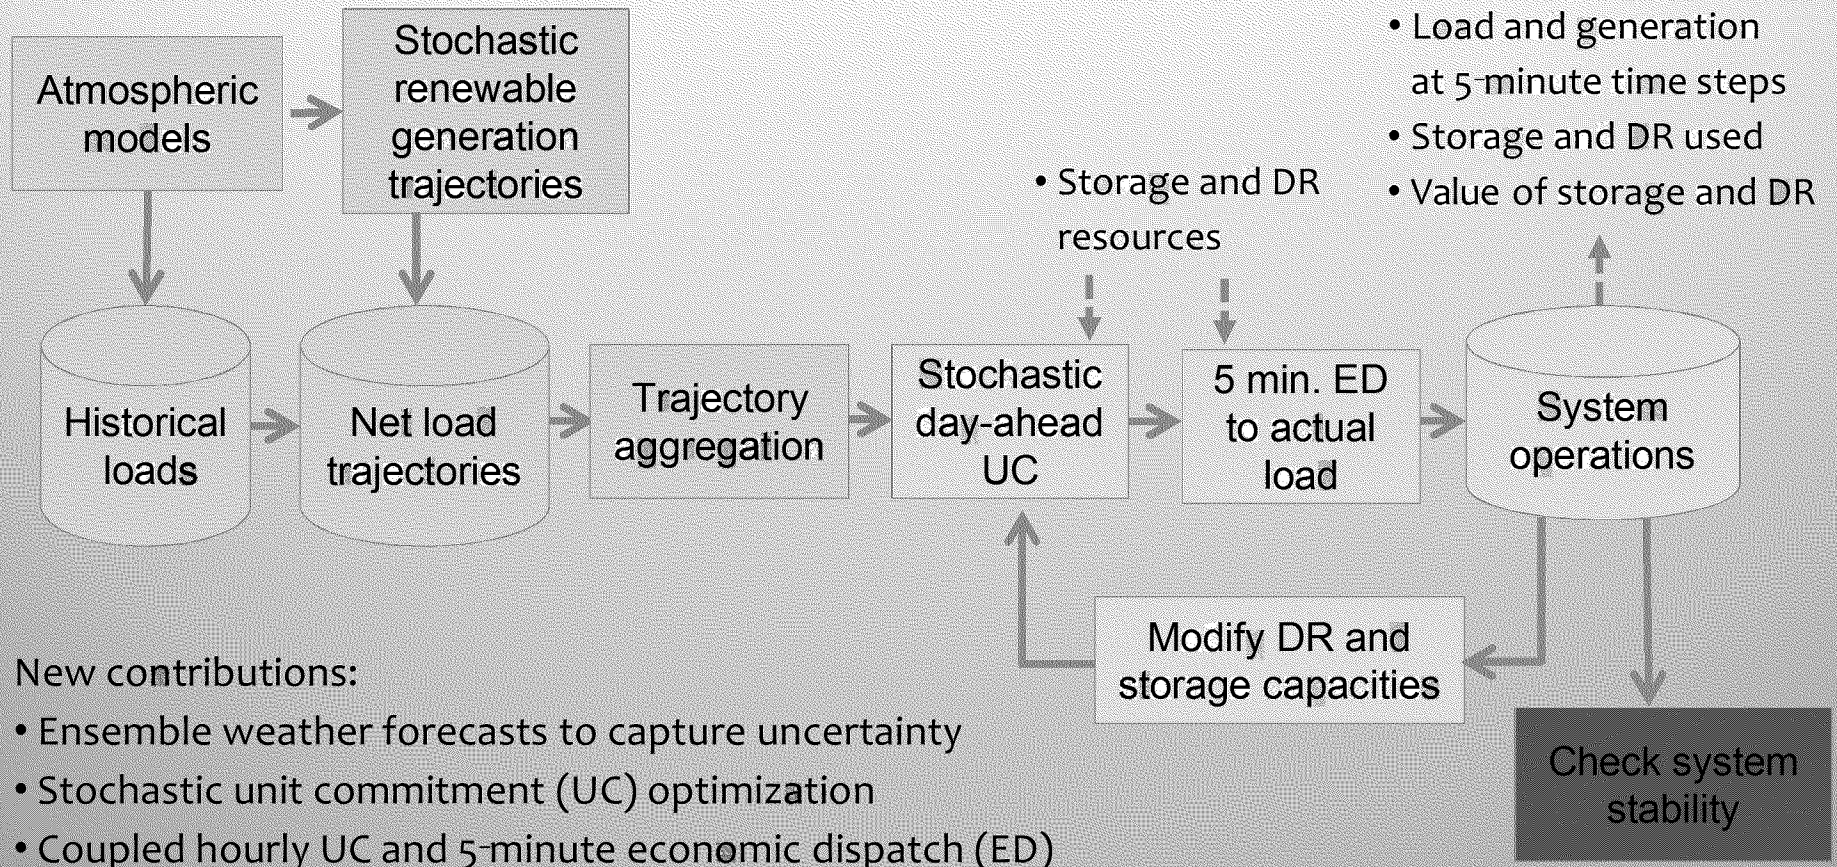 Atmospheric
models
Stochastic
renewable
generation
trajectories
• Load and generation
at 5-minute time steps
• Storage and DR used
• Value of storage and DR
• Storage and DR
resources
Historical
loads
Net load
trajectories
Trajectory
aggregation
Stochastic
day-ahead
UC
5 min. ED
to actual
load
System
operations
Modify DR and
storage capacities
Check system
stability
New contributions:
• Ensemble weather forecasts to capture uncertainty
• Stochastic unit commitment (UC) optimization
• Coupled hourly UC and 5-minute economic dispatch (ED)